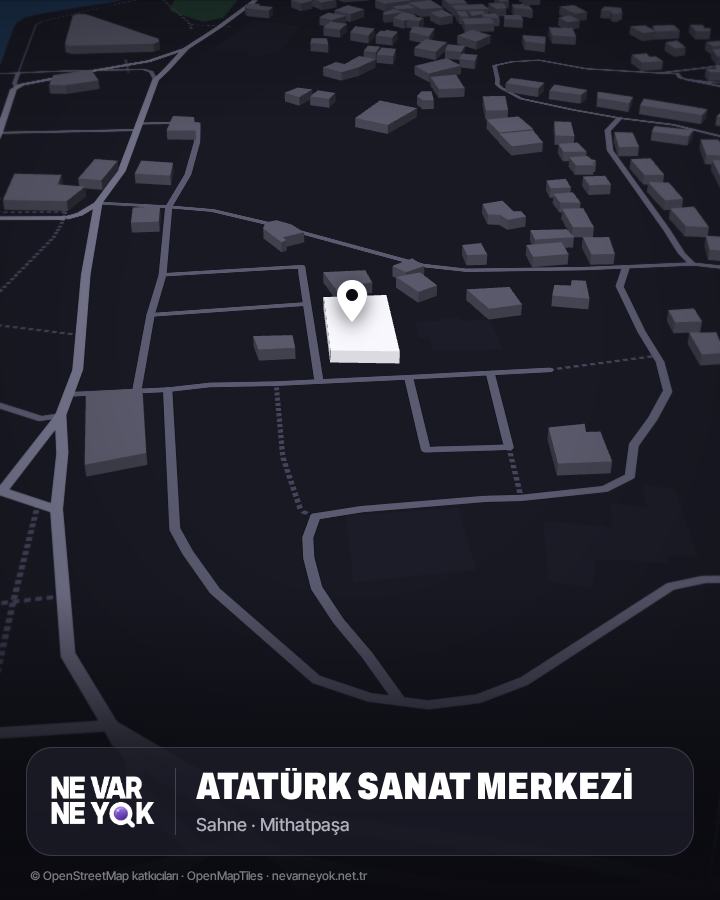 NE VAR
NE YOK
ATATÜRK SANAT MERKEZİ
Sahne · Mithatpaşa
© OpenStreetMap katkıcıları · OpenMapTiles · nevarneyok.net.tr